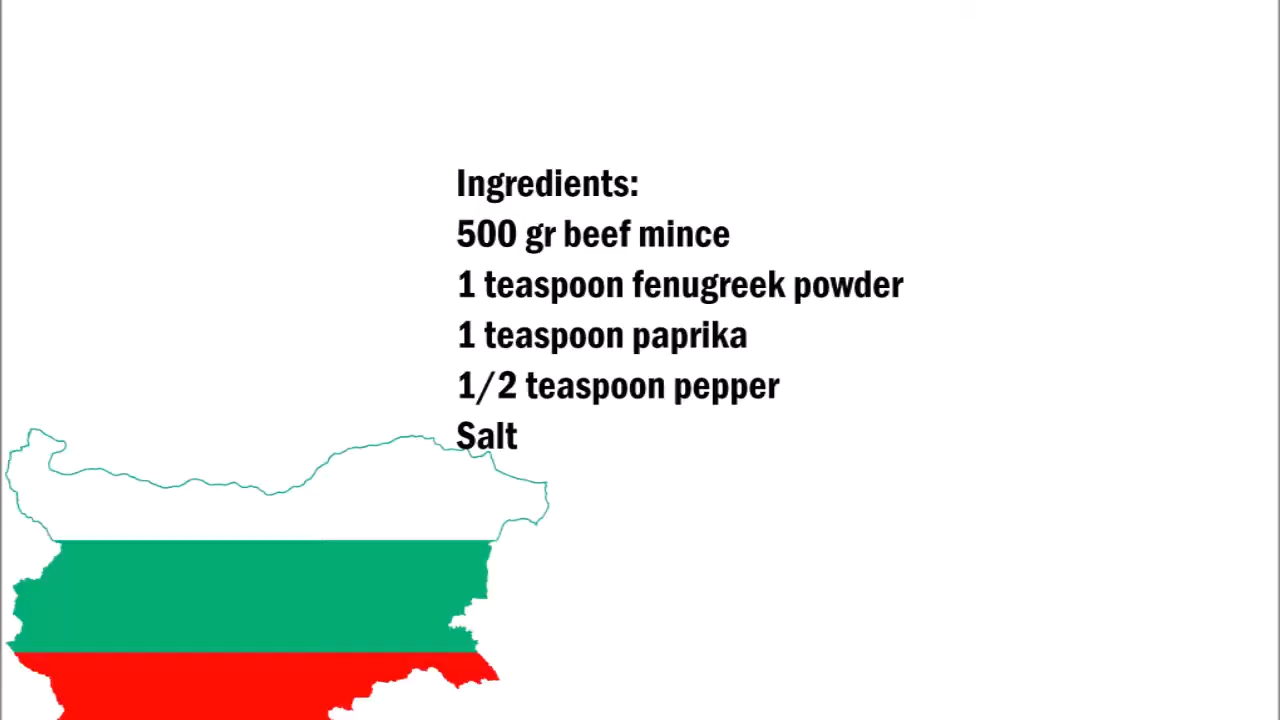 Ingredients:
500 gr beef mince
1 teaspoon fenugreek powder
1 teaspoon paprika
1/2 teaspoon pepper
Salt